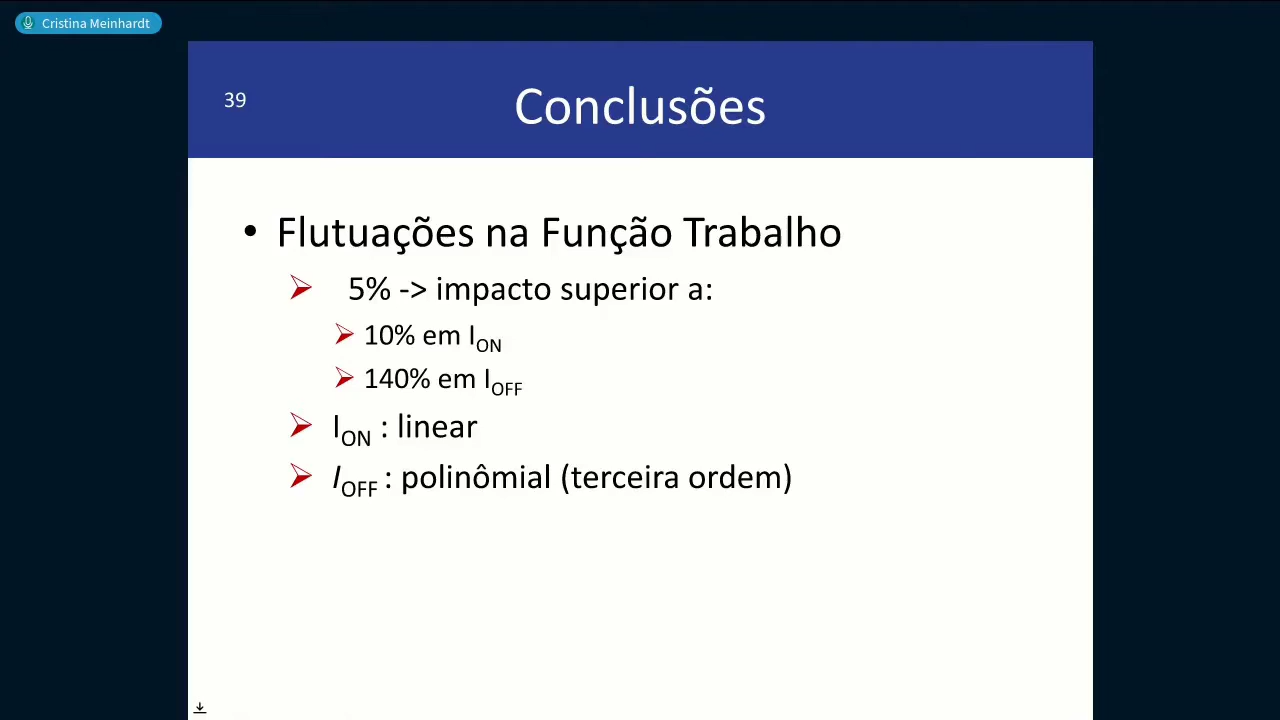 Cristina Meinhardt
39
Conclusões
• Flutuações na Função Trabalho
5% -> impacto superior a:
10% em ION
140% em IOFF
ION : linear
IOFF : polinômial (terceira ordem)